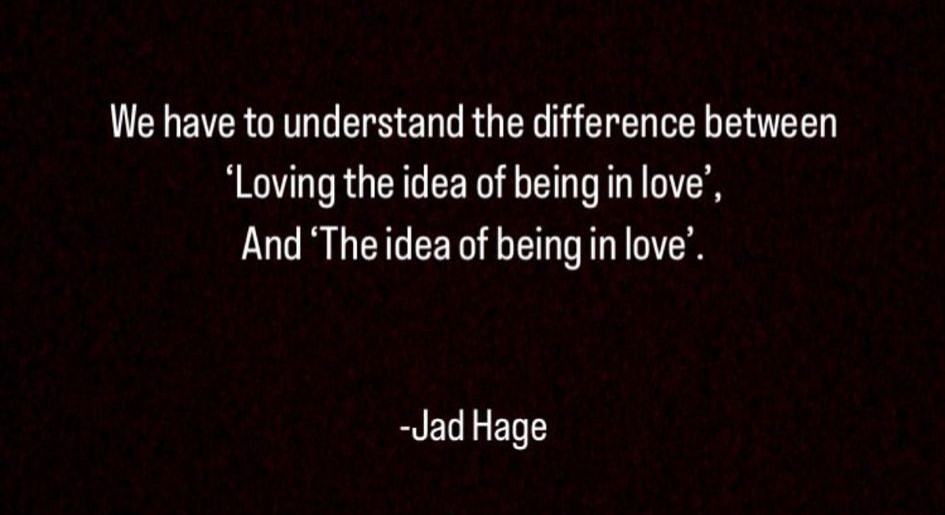 We have to understand the difference between
‘Loving the idea of being in love’,
And ‘The idea of being in love’.
-Jad Hage